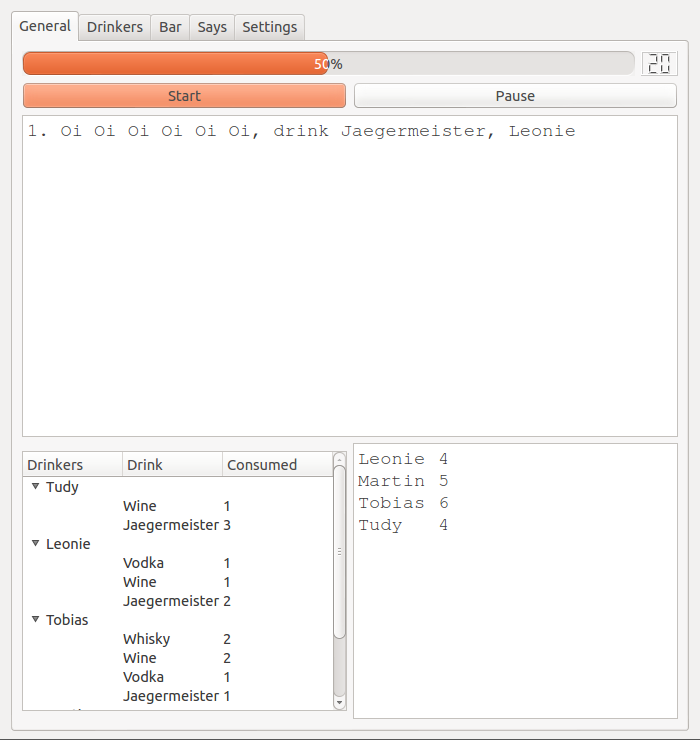 General Drinkers Bar Says Settings
50% 20
Start Pause
1. Oi Oi Oi Oi Oi Oi, drink Jaegermeister, Leonie
Drinkers Drink Consumed
Tudy
Wine 1
Jaegermeister 3
Leonie
Vodka 1
Wine 1
Jaegermeister 2
Tobias
Whisky 2
Wine 2
Vodka 1
Jaegermeister 1
Leonie 4
Martin 5
Tobias 6
Tudy 4